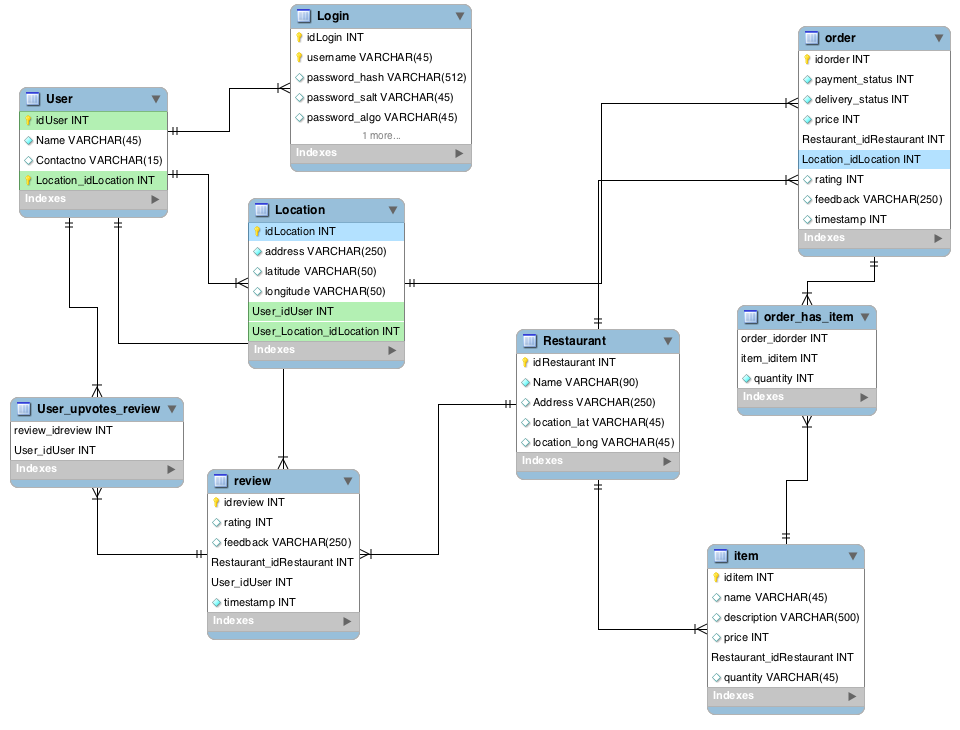 Login
idLogin INT
username VARCHAR(45)
password_hash VARCHAR(512)
password_salt VARCHAR(45)
password_algo VARCHAR(45)
1 more...
Indexes
order
idorder INT
payment_status INT
delivery_status INT
price INT
Restaurant_idRestaurant INT
Location_idLocation INT
rating INT
feedback VARCHAR(250)
timestamp INT
Indexes
User
idUser INT
Name VARCHAR(45)
Contactno VARCHAR(15)
Location_idLocation INT
Indexes
Location
idLocation INT
address VARCHAR(250)
latitude VARCHAR(50)
longitude VARCHAR(50)
User_idUser INT
User_Location_idLocation INT
Indexes
order_has_item
order_idorder INT
item_iditem INT
quantity INT
Indexes
Restaurant
idRestaurant INT
Name VARCHAR(90)
Address VARCHAR(250)
location_lat VARCHAR(45)
location_long VARCHAR(45)
Indexes
User_upvotes_review
review_idreview INT
User_idUser INT
Indexes
review
idreview INT
rating INT
feedback VARCHAR(250)
Restaurant_idRestaurant INT
User_idUser INT
timestamp INT
Indexes
item
iditem INT
name VARCHAR(45)
description VARCHAR(500)
price INT
Restaurant_idRestaurant INT
quantity VARCHAR(45)
Indexes